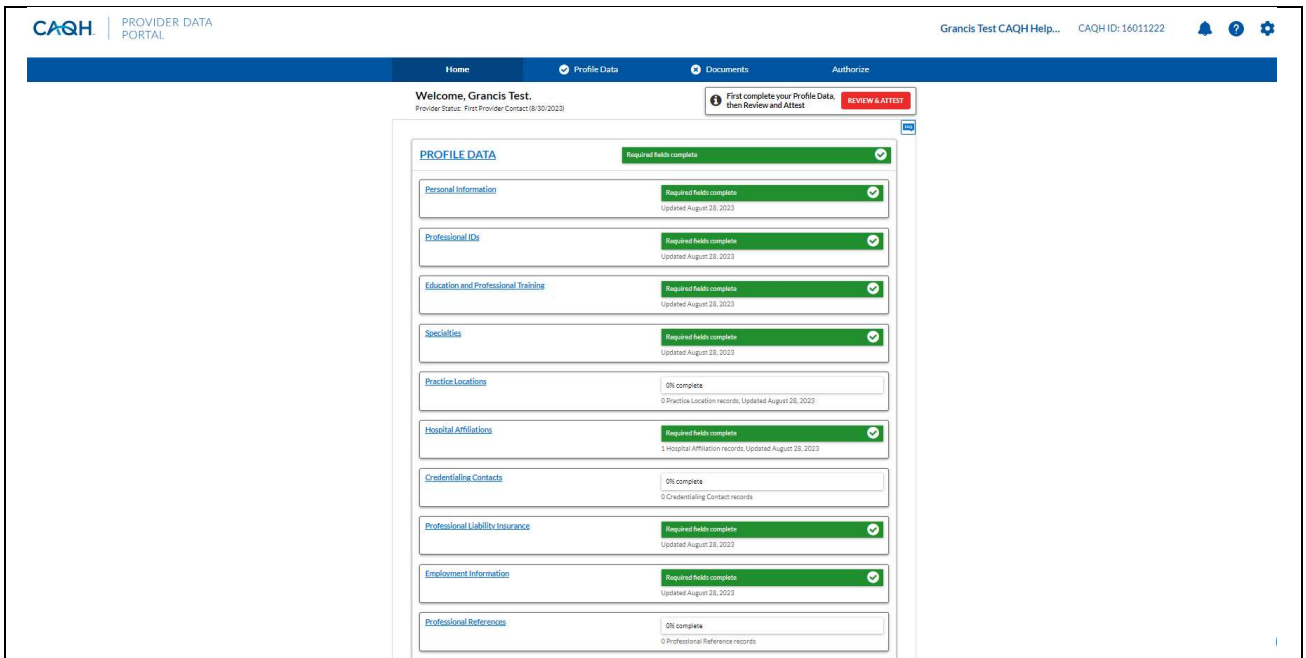 CAQH PROVIDER DATA PORTAL
Grancis Test CAQH Help... CAQH ID: 16011222
Home Profile Data Documents Authorize
Welcome, Grancis Test.
Provider Status: First Provider Contact (8/30/2023)
First complete your Profile Data, then Review and Attest
REVIEW & ATTEST
PROFILE DATA Required fields complete
Personal Information Required fields complete
Updated August 28, 2023
Professional IDs Required fields complete
Updated August 28, 2023
Education and Professional Training Required fields complete
Updated August 28, 2023
Specialties Required fields complete
Updated August 28, 2023
Practice Locations 0% complete
0 Practice Location records, Updated August 28, 2023
Hospital Affiliations Required fields complete
1 Hospital Affiliation records, Updated August 28, 2023
Credentialing Contacts 0% complete
0 Credentialing Contact records
Professional Liability Insurance Required fields complete
Updated August 28, 2023
Employment Information Required fields complete
Updated August 28, 2023
Professional References 0% complete
0 Professional Reference records